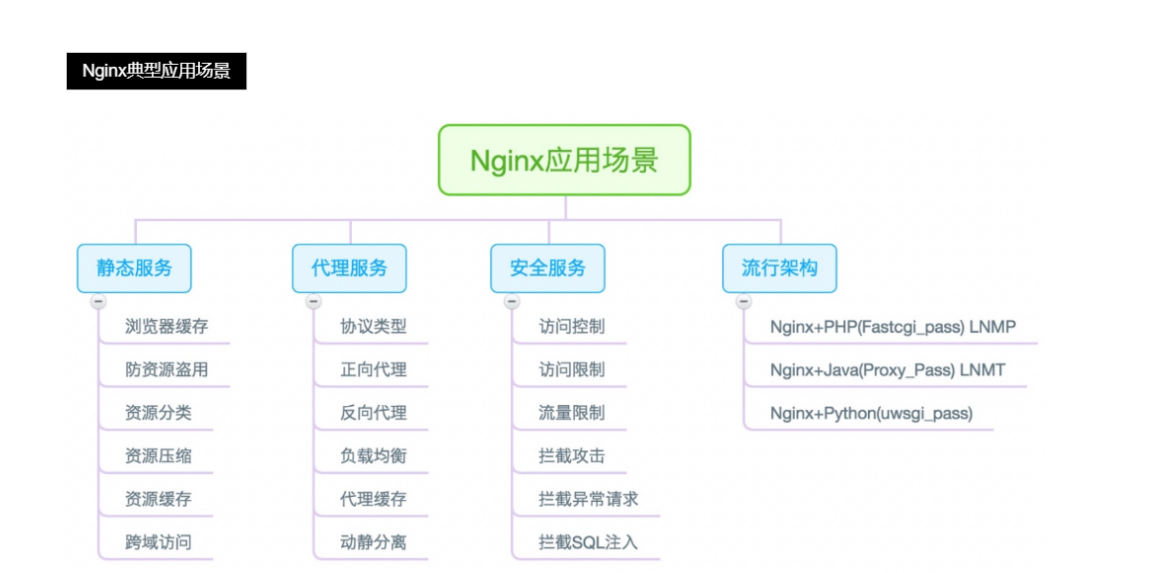 Nginx典型应用场景
Nginx应用场景
静态服务
浏览器缓存
防资源盗用
资源分类
资源压缩
资源缓存
跨域访问
代理服务
协议类型
正向代理
反向代理
负载均衡
代理缓存
动静分离
安全服务
访问控制
访问限制
流量限制
拦截攻击
拦截异常请求
拦截SQL注入
流行架构
Nginx+PHP(Fastcgi_pass) LNMP
Nginx+Java(Proxy_Pass) LNMT
Nginx+Python(uwsgi_pass)